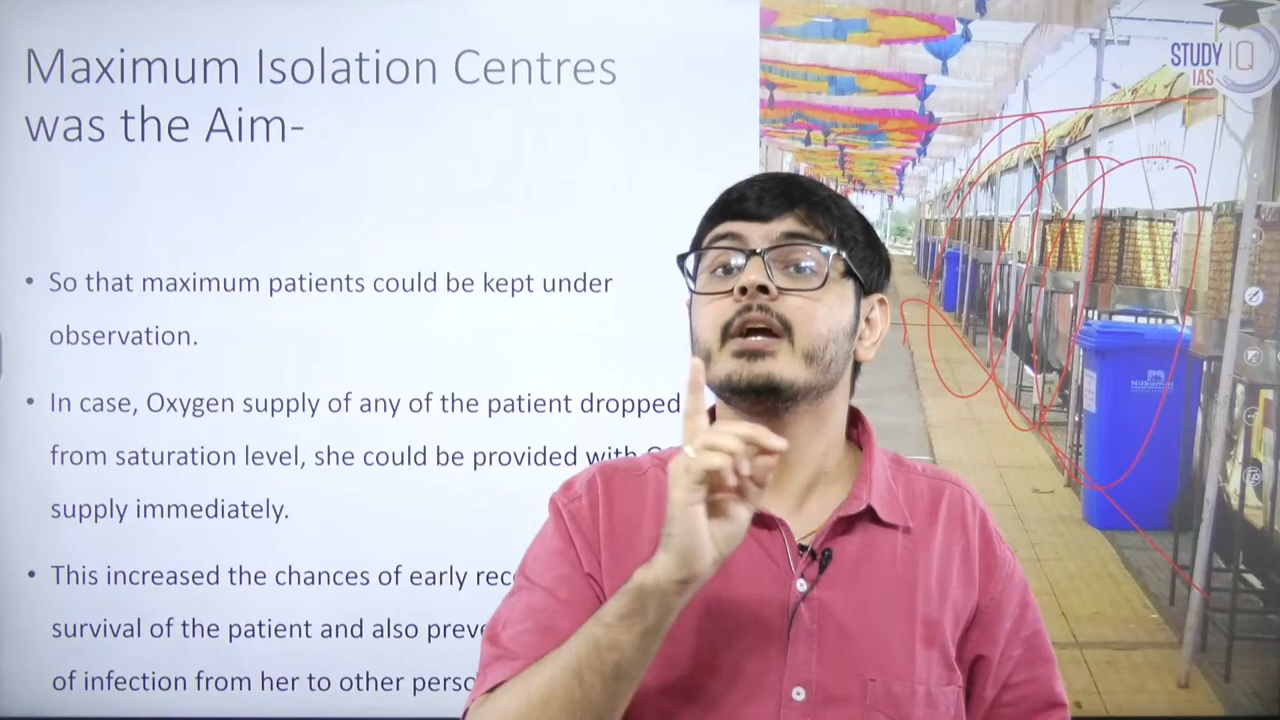 Maximum Isolation Centres
was the Aim-
• So that maximum patients could be kept under
observation.
• In case, Oxygen supply of any of the patient dropped
from saturation level, she could be provided with
supply immediately.
• This increased the chances of early
survival of the patient and also
of infection from her to other
STUDY IQ
IAS
Nilkamal